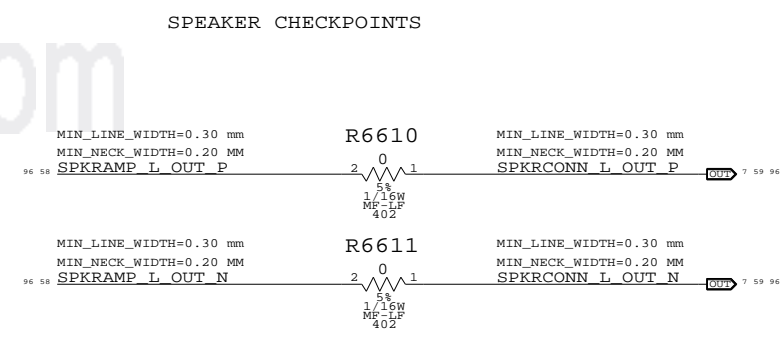 SPEAKER CHECKPOINTS
om
MIN_LINE_WIDTH=0.30 mm
MIN_NECK_WIDTH=0.20 MM
96 58 SPKRAMP_L_OUT_P
R6610
0
2 1
5%
1/16W
MF-LF
402
MIN_LINE_WIDTH=0.30 mm
MIN_NECK_WIDTH=0.20 MM
SPKRCONN_L_OUT_P OUT 7 59 96
MIN_LINE_WIDTH=0.30 mm
MIN_NECK_WIDTH=0.20 MM
96 58 SPKRAMP_L_OUT_N
R6611
0
2 1
5%
1/16W
MF-LF
402
MIN_LINE_WIDTH=0.30 mm
MIN_NECK_WIDTH=0.20 MM
SPKRCONN_L_OUT_N OUT 7 59 96